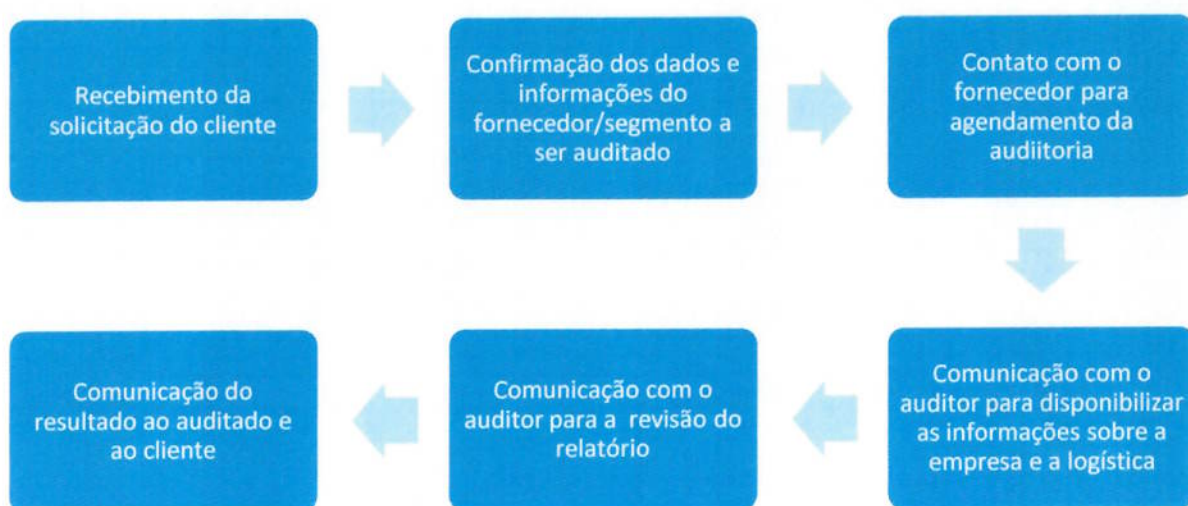 Recebimento da
solicitação do cliente
Confirmação dos dados e
informações do
fornecedor/segmento a
ser auditado
Contato com o
fornecedor para
agendamento da
audiitoria
Comunicação com o
auditor para disponibilizar
as informações sobre a
empresa e a logística
Comunicação com o
auditor para a revisão do
relatório
Comunicação do
resultado ao auditado e
ao cliente